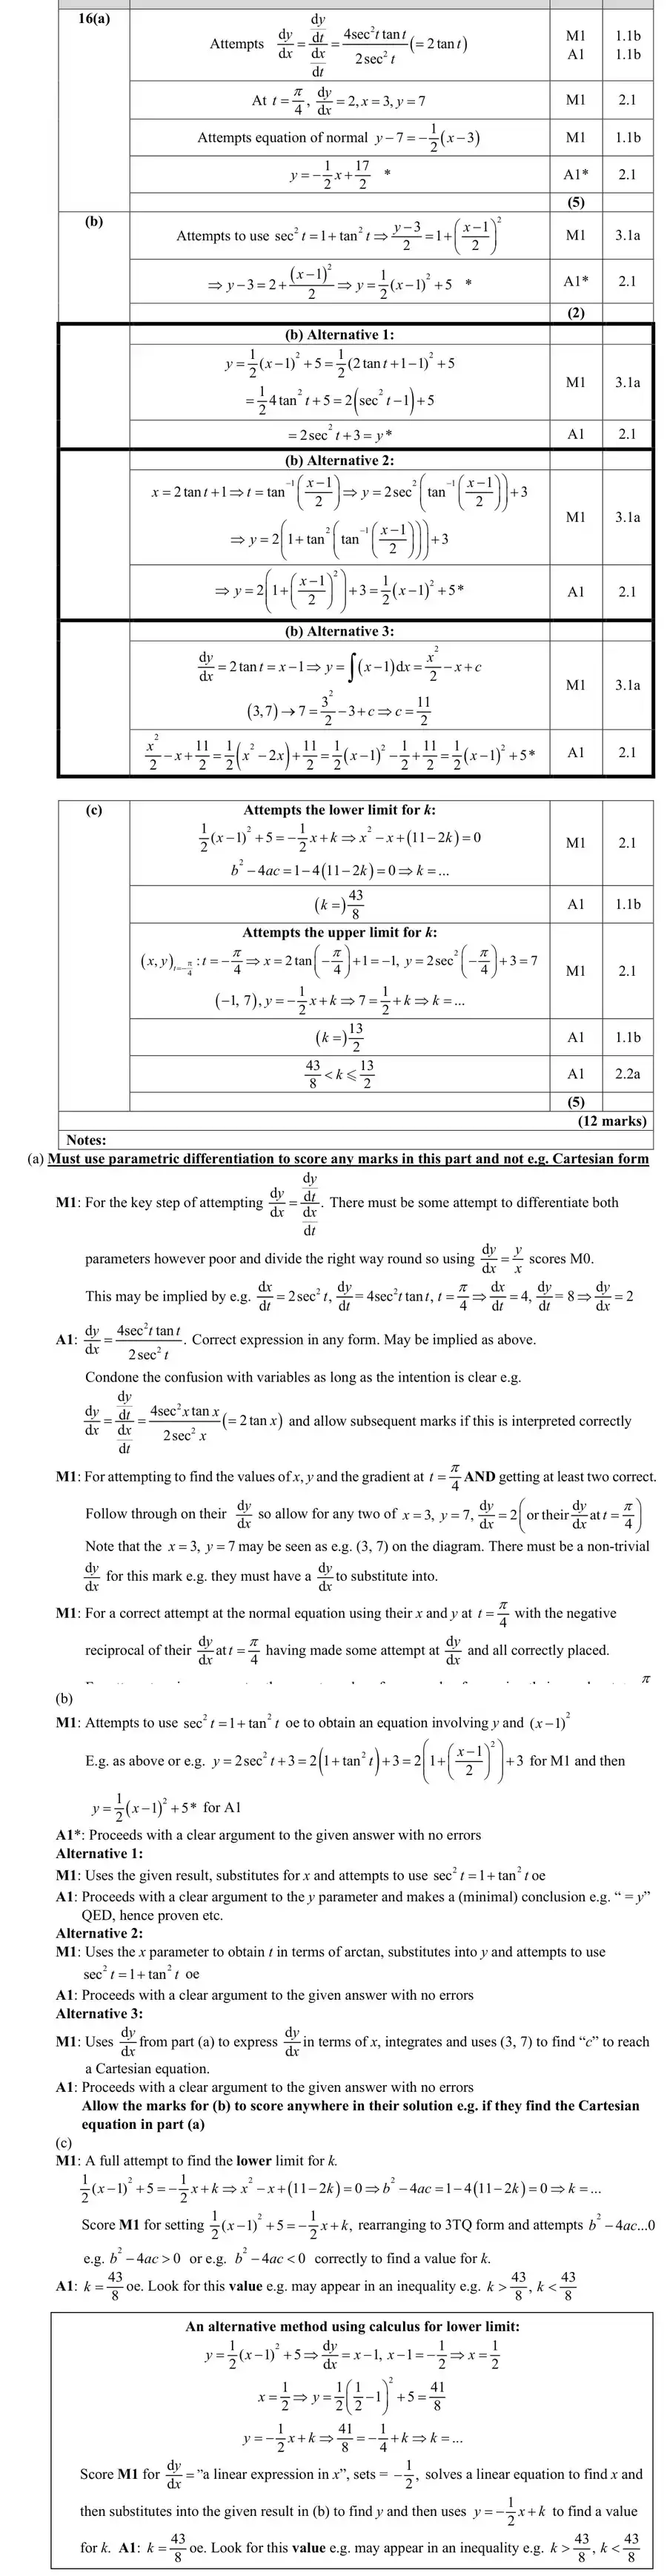 16(a) Attempts dy/dx = (dy/dt)/(dx/dt) = 4sec² t tan t / 2sec² t (= 2 tan t) M1 A1 1.1b 1.1b
At t = π/4, dy/dx = 2, x = 3, y = 7 M1 2.1
Attempts equation of normal y − 7 = −1/2(x − 3) M1 1.1b
y = −1/2 x + 17/2 * A1* 2.1
(5)
(b) Attempts to use sec² t = 1 + tan² t ⇒ (y − 3)/2 = 1 + ((x − 1)/2)² M1 3.1a
⇒ y − 3 = 2 + (x − 1)²/2 ⇒ y = 1/2(x − 1)² + 5 * A1* 2.1
(2)
(b) Alternative 1:
y = 1/2(x − 1)² + 5 = 1/2(2 tan t + 1 − 1)² + 5
= 1/2 4 tan² t + 5 = 2(sec² t − 1) + 5 M1 3.1a
= 2sec² t + 3 = y * A1 2.1
(b) Alternative 2:
x = 2 tan t + 1 ⇒ t = tan⁻¹((x − 1)/2) ⇒ y = 2sec²(tan⁻¹((x − 1)/2)) + 3
⇒ y = 2(1 + tan²(tan⁻¹((x − 1)/2))) + 3 M1 3.1a
⇒ y = 2(1 + ((x − 1)/2)²) + 3 = 1/2(x − 1)² + 5* A1 2.1
(b) Alternative 3:
dy/dx = 2 tan t = x − 1 ⇒ y = ∫(x − 1)dx = x²/2 − x + c
(3,7) → 7 = 3²/2 − 3 + c ⇒ c = 11/2 M1 3.1a
x²/2 − x + 11/2 = 1/2(x² − 2x) + 11/2 = 1/2(x − 1)² − 1/2 + 11/2 = 1/2(x − 1)² + 5* A1 2.1
(c) Attempts the lower limit for k:
1/2(x − 1)² + 5 = −1/2 x + k ⇒ x² − x + (11 − 2k) = 0
b² − 4ac = 1 − 4(11 − 2k) = 0 ⇒ k = ... M1 2.1
(k =) 43/8 A1 1.1b
Attempts the upper limit for k:
(x, y) t=−π/4 : t = −π/4 ⇒ x = 2 tan(−π/4) + 1 = −1, y = 2sec²(−π/4) + 3 = 7
(−1, 7), y = −1/2 x + k ⇒ 7 = 1/2 + k ⇒ k = ... M1 2.1
(k =) 13/2 A1 1.1b
43/8 < k ⩽ 13/2 A1 2.2a
(5)
(12 marks)
Notes:
(a) Must use parametric differentiation to score any marks in this part and not e.g. Cartesian form
M1: For the key step of attempting dy/dx = (dy/dt)/(dx/dt). There must be some attempt to differentiate both
parameters however poor and divide the right way round so using dy/dx = y/x scores M0.
This may be implied by e.g. dx/dt = 2sec² t, dy/dt = 4sec² t tan t, t = π/4 ⇒ dx/dt = 4, dy/dt = 8 ⇒ dy/dx = 2
A1: dy/dx = 4sec² t tan t / 2sec² t. Correct expression in any form. May be implied as above.
Condone the confusion with variables as long as the intention is clear e.g.
dy/dx = (dy/dt)/(dx/dt) = 4sec² x tan x / 2sec² x (= 2 tan x) and allow subsequent marks if this is interpreted correctly
M1: For attempting to find the values of x, y and the gradient at t = π/4 AND getting at least two correct.
Follow through on their dy/dx so allow for any two of x = 3, y = 7, dy/dx = 2 (or their dy/dx at t = π/4)
Note that the x = 3, y = 7 may be seen as e.g. (3, 7) on the diagram. There must be a non-trivial
dy/dx for this mark e.g. they must have a dy/dx to substitute into.
M1: For a correct attempt at the normal equation using their x and y at t = π/4 with the negative
reciprocal of their dy/dx at t = π/4 having made some attempt at dy/dx and all correctly placed.
π
(b)
M1: Attempts to use sec² t = 1 + tan² t oe to obtain an equation involving y and (x − 1)²
E.g. as above or e.g. y = 2sec² t + 3 = 2(1 + tan² t) + 3 = 2(1 + ((x − 1)/2)²) + 3 for M1 and then
y = 1/2(x − 1)² + 5* for A1
A1*: Proceeds with a clear argument to the given answer with no errors
Alternative 1:
M1: Uses the given result, substitutes for x and attempts to use sec² t = 1 + tan² t oe
A1: Proceeds with a clear argument to the y parameter and makes a (minimal) conclusion e.g. “ = y”
QED, hence proven etc.
Alternative 2:
M1: Uses the x parameter to obtain t in terms of arctan, substitutes into y and attempts to use
sec² t = 1 + tan² t oe
A1: Proceeds with a clear argument to the given answer with no errors
Alternative 3:
M1: Uses dy/dx from part (a) to express dy/dx in terms of x, integrates and uses (3, 7) to find “c” to reach
a Cartesian equation.
A1: Proceeds with a clear argument to the given answer with no errors
Allow the marks for (b) to score anywhere in their solution e.g. if they find the Cartesian
equation in part (a)
(c)
M1: A full attempt to find the lower limit for k.
1/2(x − 1)² + 5 = −1/2 x + k ⇒ x² − x + (11 − 2k) = 0 ⇒ b² − 4ac = 1 − 4(11 − 2k) = 0 ⇒ k = ...
Score M1 for setting 1/2(x − 1)² + 5 = −1/2 x + k, rearranging to 3TQ form and attempts b² − 4ac...0
e.g. b² − 4ac > 0 or e.g. b² − 4ac < 0 correctly to find a value for k.
A1: k = 43/8 oe. Look for this value e.g. may appear in an inequality e.g. k > 43/8, k < 43/8
An alternative method using calculus for lower limit:
y = 1/2(x − 1)² + 5 ⇒ dy/dx = x − 1, x − 1 = −1/2 ⇒ x = 1/2
x = 1/2 ⇒ y = 1/2(1/2 − 1)² + 5 = 41/8
y = −1/2 x + k ⇒ 41/8 = −1/4 + k ⇒ k = ...
Score M1 for dy/dx = ”a linear expression in x”, sets = −1/2, solves a linear equation to find x and
then substitutes into the given result in (b) to find y and then uses y = −1/2 x + k to find a value
for k. A1: k = 43/8 oe. Look for this value e.g. may appear in an inequality e.g. k > 43/8, k < 43/8